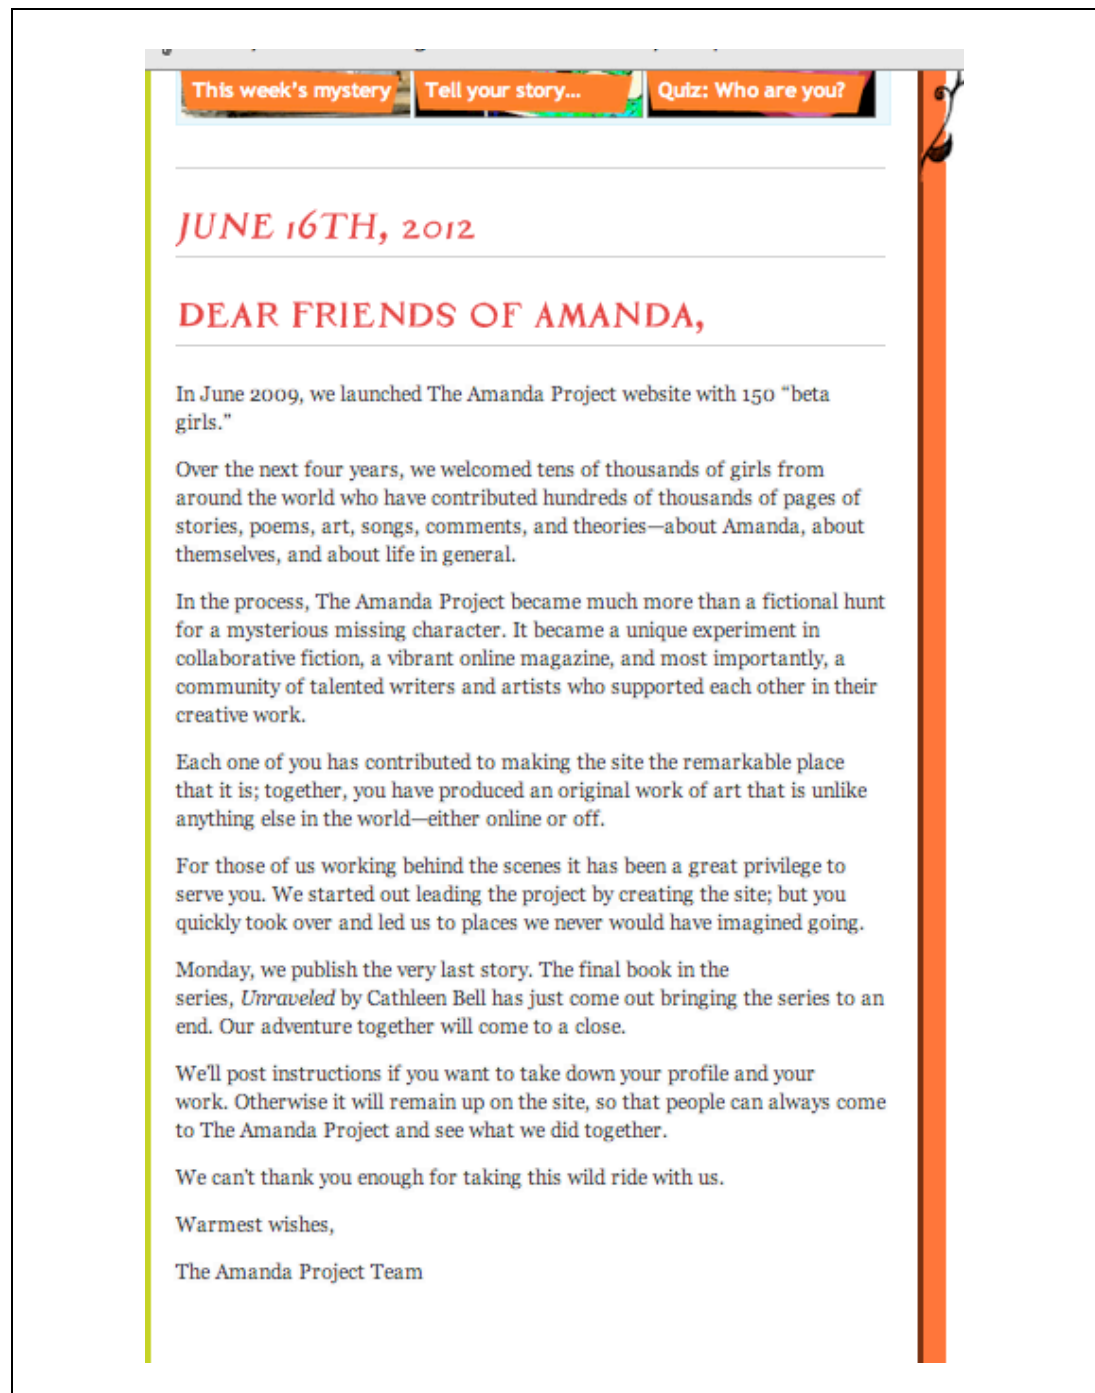 This week's mystery Tell your story... Quiz: Who are you?
JUNE 16TH, 2012
DEAR FRIENDS OF AMANDA,
In June 2009, we launched The Amanda Project website with 150 “beta
girls.”
Over the next four years, we welcomed tens of thousands of girls from
around the world who have contributed hundreds of thousands of pages of
stories, poems, art, songs, comments, and theories—about Amanda, about
themselves, and about life in general.
In the process, The Amanda Project became much more than a fictional hunt
for a mysterious missing character. It became a unique experiment in
collaborative fiction, a vibrant online magazine, and most importantly, a
community of talented writers and artists who supported each other in their
creative work.
Each one of you has contributed to making the site the remarkable place
that it is; together, you have produced an original work of art that is unlike
anything else in the world—either online or off.
For those of us working behind the scenes it has been a great privilege to
serve you. We started out leading the project by creating the site; but you
quickly took over and led us to places we never would have imagined going.
Monday, we publish the very last story. The final book in the
series, Unraveled by Cathleen Bell has just come out bringing the series to an
end. Our adventure together will come to a close.
We'll post instructions if you want to take down your profile and your
work. Otherwise it will remain up on the site, so that people can always come
to The Amanda Project and see what we did together.
We can't thank you enough for taking this wild ride with us.
Warmest wishes,
The Amanda Project Team